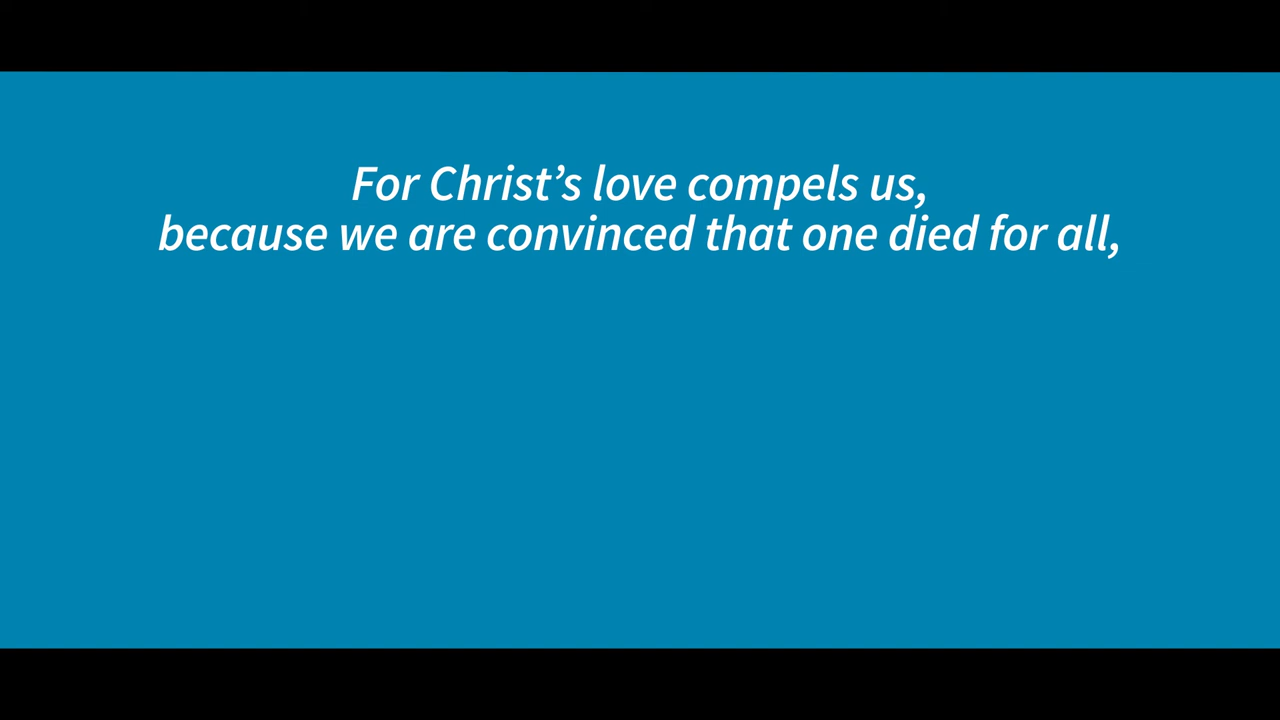 For Christ’s love compels us,
because we are convinced that one died for all,